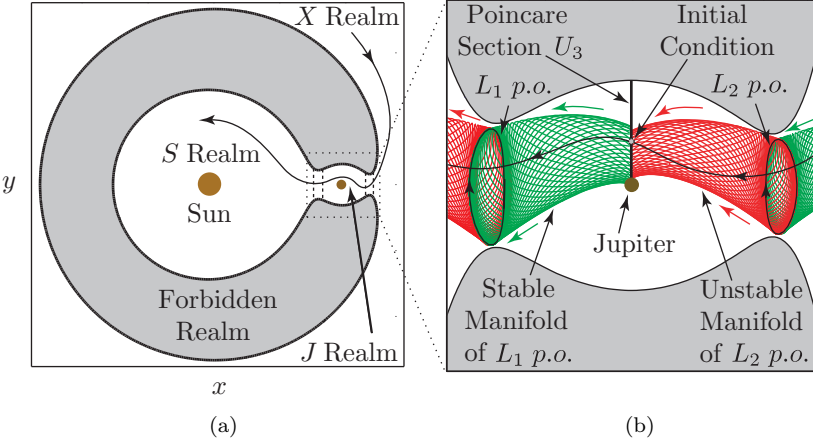 X Realm
S Realm
Sun
y
Forbidden
Realm
J Realm
x
(a)
Poincare
Section U3
Initial
Condition
L1 p.o.
L2 p.o.
Jupiter
Stable
Manifold
of L1 p.o.
Unstable
Manifold
of L2 p.o.
(b)